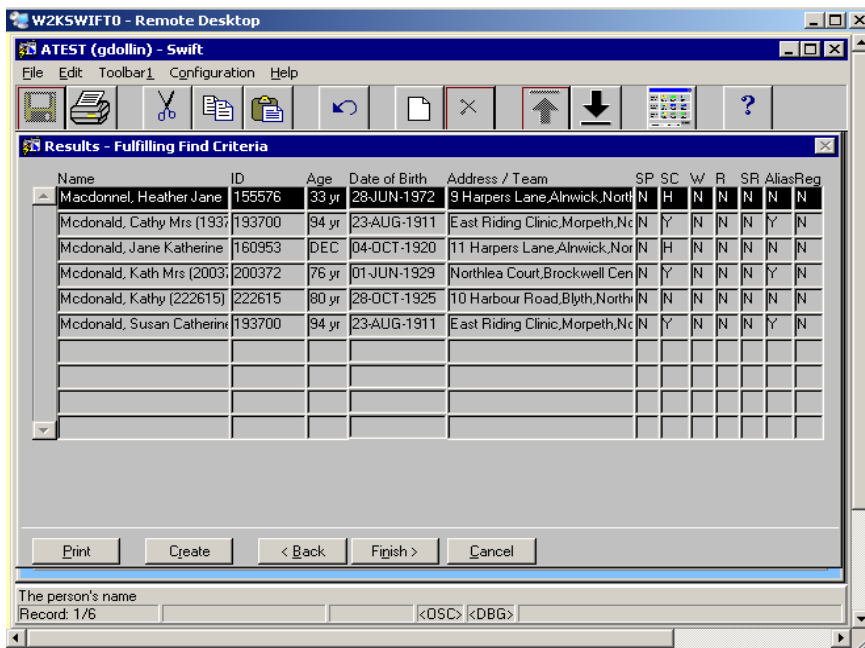 W2KSWIFT0 - Remote Desktop
ATEST (gdollin) - Swift
File Edit Toolbar1 Configuration Help
?
Results - Fulfilling Find Criteria
Name ID Age Date of Birth Address / Team SP SC W R SR Alias Reg
Macdonnel, Heather Jane 155576 33 yr 28-JUN-1972 9 Harpers Lane,Alnwick,North N H N N N N N
Mcdonald, Cathy Mrs (1937 193700 94 yr 23-AUG-1911 East Riding Clinic,Morpeth,No N Y N N N Y N
Mcdonald, Jane Katherine 160953 DEC 04-OCT-1920 11 Harpers Lane,Alnwick,Nor N H N N N N N
Mcdonald, Kath Mrs (20037 200372 76 yr 01-JUN-1929 Northlea Court,Brockwell Cen N Y N N N Y N
Mcdonald, Kathy (222615) 222615 80 yr 28-OCT-1925 10 Harbour Road,Blyth,North N N N N N N N
Mcdonald, Susan Catherine 193700 94 yr 23-AUG-1911 East Riding Clinic,Morpeth,No N Y N N N Y N
Print Create < Back Finish > Cancel
The person's name
Record: 1/6 <OSC> <DBG>